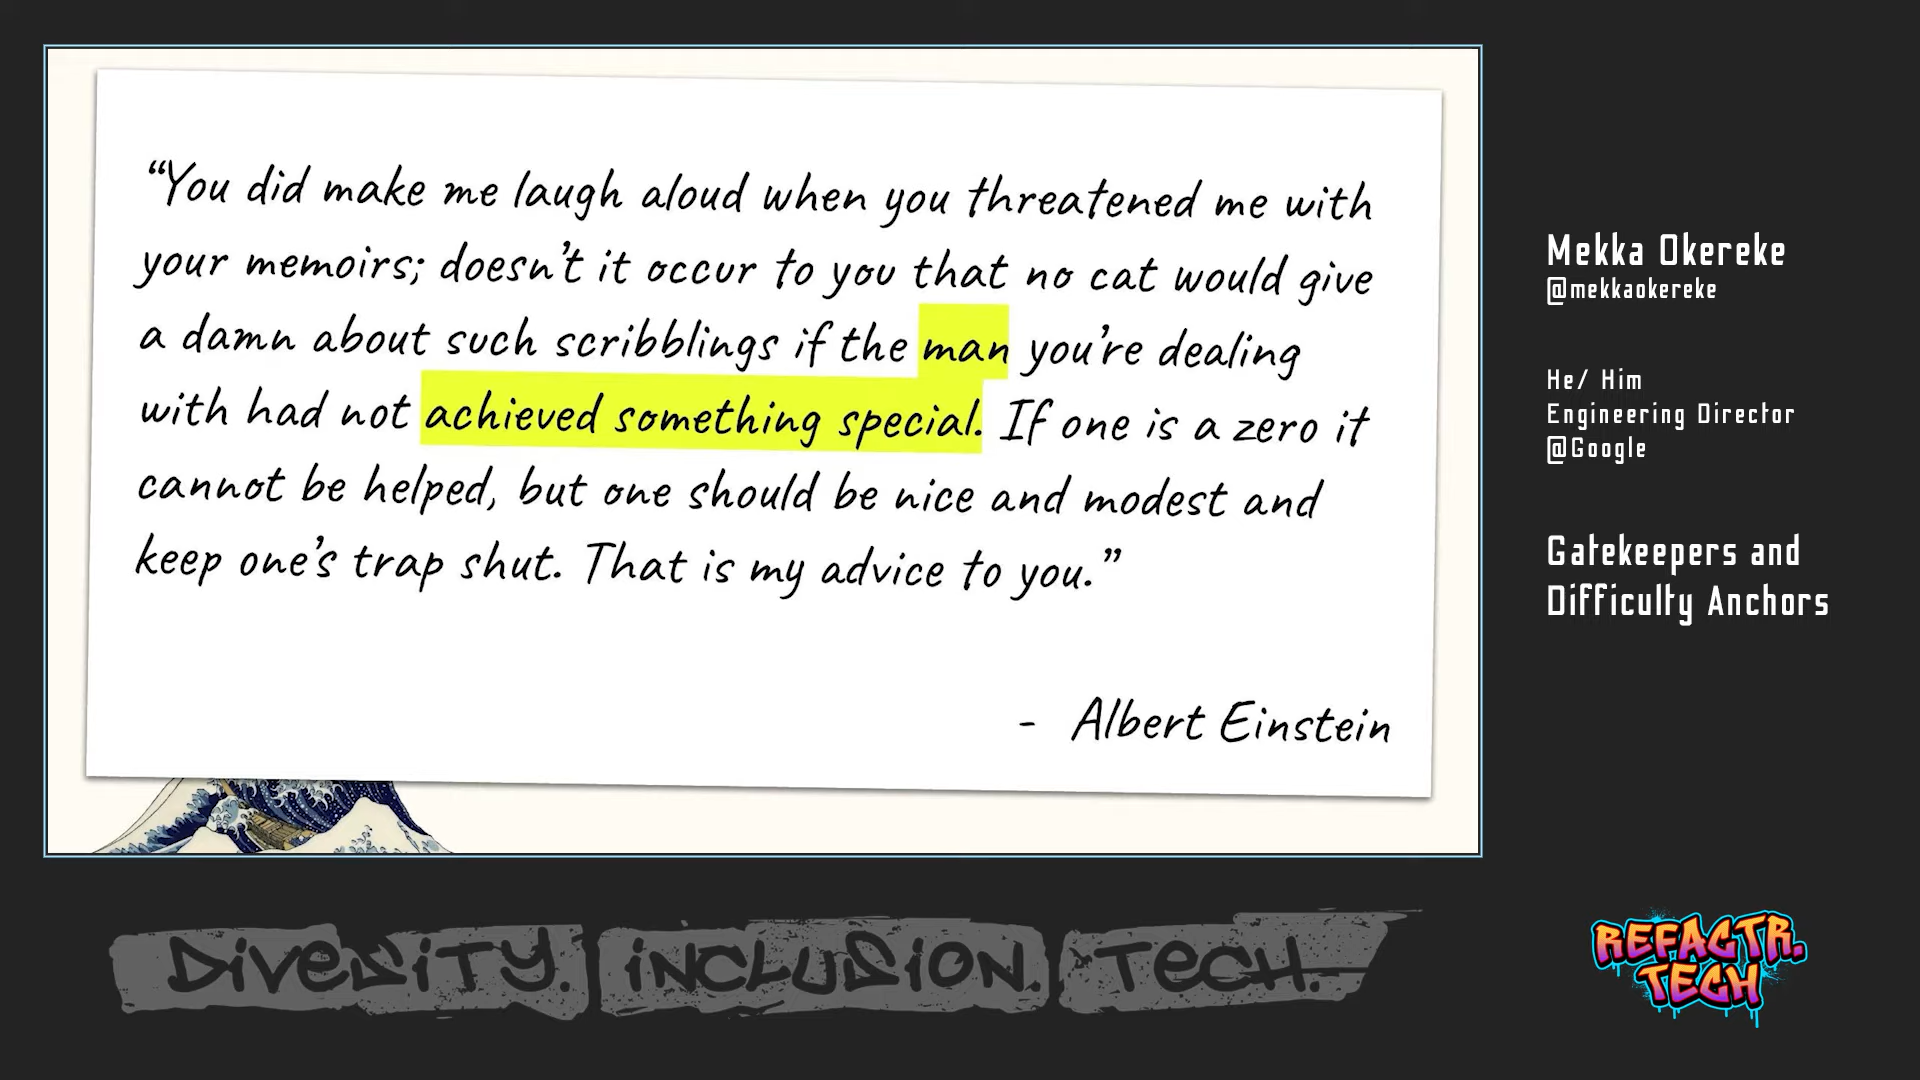 “You did make me laugh aloud when you threatened me with
your memoirs; doesn’t it occur to you that no cat would give
a damn about such scribblings if the man you’re dealing
with had not achieved something special. If one is a zero it
cannot be helped, but one should be nice and modest and
keep one’s trap shut. That is my advice to you.”
- Albert Einstein
Mekka Okereke
@mekkaokereke
He/ Him
Engineering Director
@Google
Gatekeepers and
Difficulty Anchors
DiVERSiTY. iNCLUSiON. TeCH.
REFACTR.
TECH